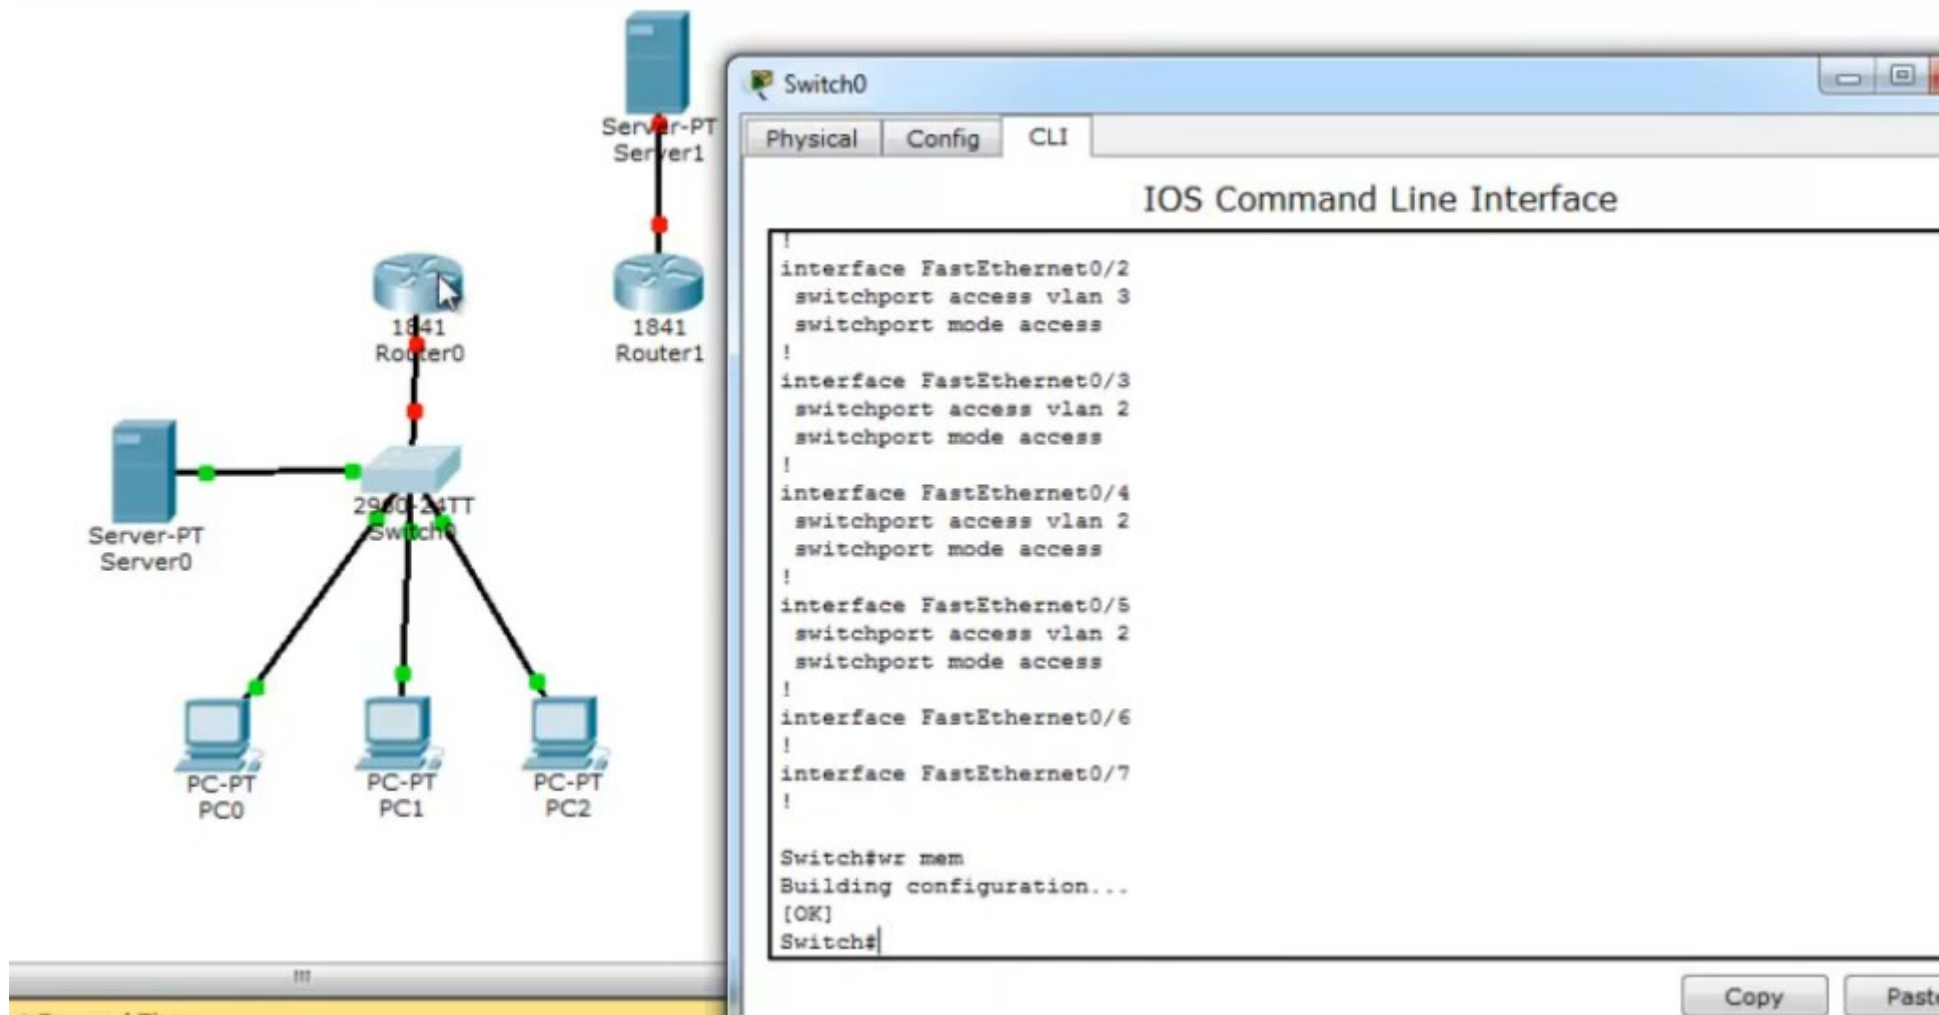 Server-PT
Server1
1841
Router0
1841
Router1
Server-PT
Server0
2960-24TT
Switch0
PC-PT
PC0
PC-PT
PC1
PC-PT
PC2
Switch0
Physical
Config
CLI
IOS Command Line Interface
!
interface FastEthernet0/2
switchport access vlan 3
switchport mode access
!
interface FastEthernet0/3
switchport access vlan 2
switchport mode access
!
interface FastEthernet0/4
switchport access vlan 2
switchport mode access
!
interface FastEthernet0/5
switchport access vlan 2
switchport mode access
!
interface FastEthernet0/6
!
interface FastEthernet0/7
!
Switch#wr mem
Building configuration...
[OK]
Switch#
Copy
Paste